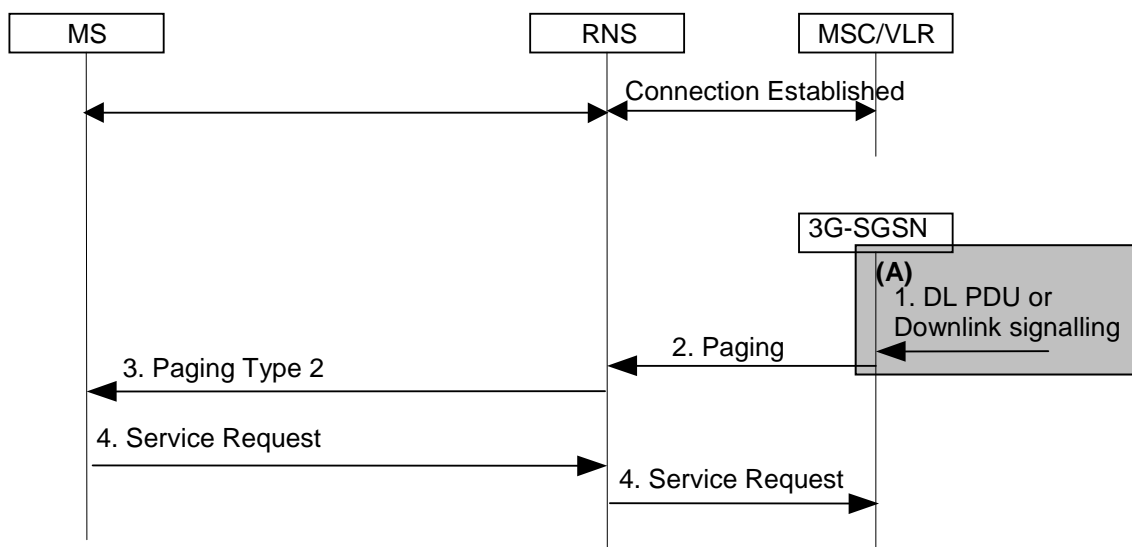 MS
RNS
MSC/VLR
Connection Established
3G-SGSN
(A)
1. DL PDU or
Downlink signalling
2. Paging
3. Paging Type 2
4. Service Request
4. Service Request